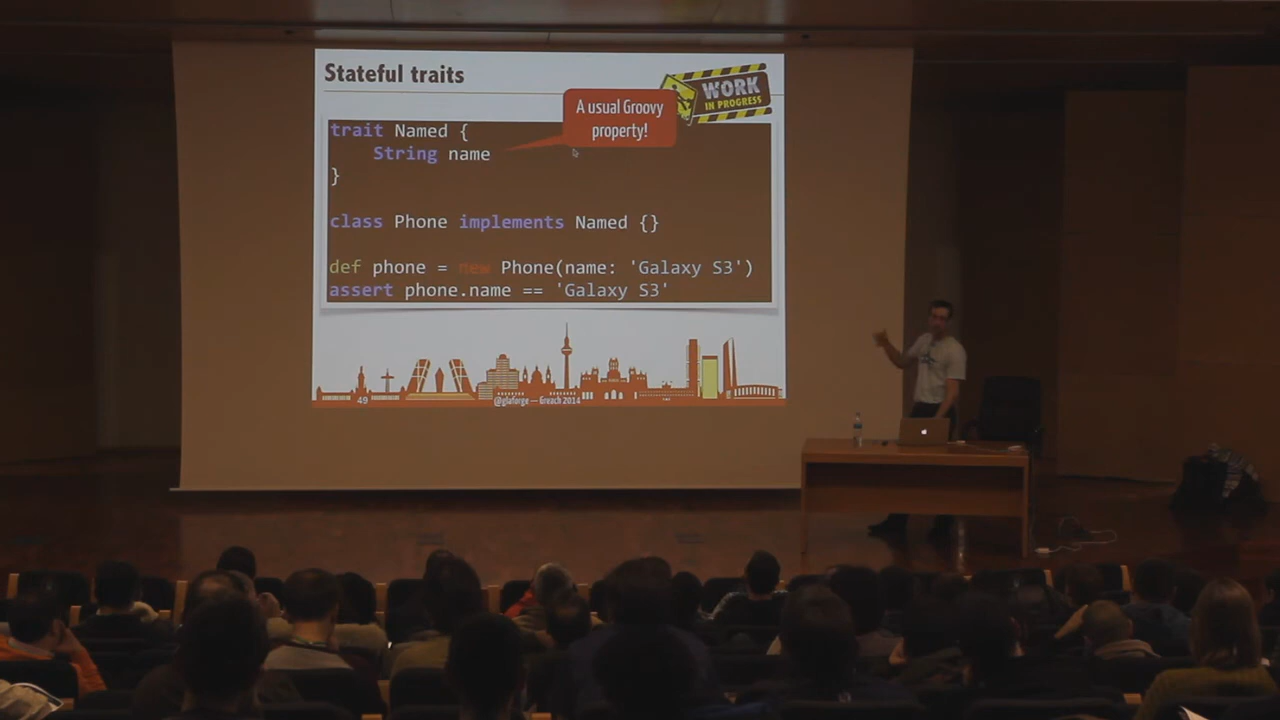 Stateful traits
WORK
IN PROGRESS
A usual Groovy
property!
trait Named {
    String name
}
class Phone implements Named {}
def phone = new Phone(name: 'Galaxy S3')
assert phone.name == 'Galaxy S3'
49
@glaforge — Greach 2014